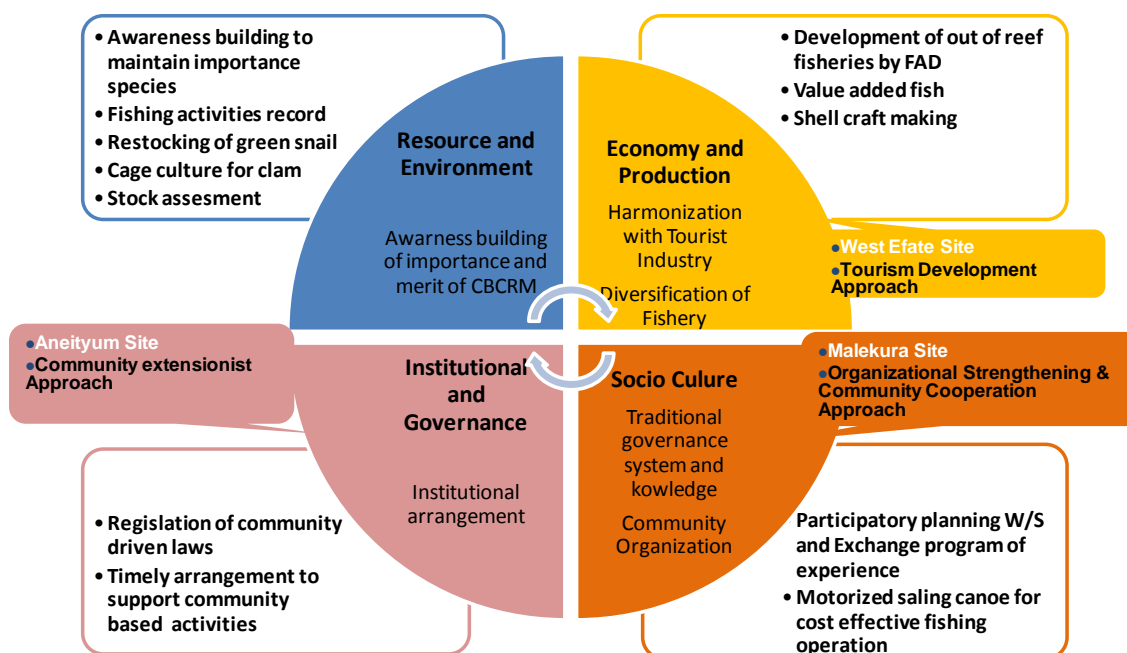 • Awareness building to
maintain importance
species
• Fishing activities record
• Restocking of green snail
• Cage culture for clam
• Stock assesment
• Development of out of reef
fisheries by FAD
• Value added fish
• Shell craft making
Resource and
Environment
Awarness building
of importance and
merit of CBCRM
Economy and
Production
Harmonization
with Tourist
Industry
Diversification of
Fishery
●West Efate Site
●Tourism Development
Approach
●Aneityum Site
●Community extensionist
Approach
Institutional
and
Governance
Institutional
arrangement
Socio Culure
Traditional
governance
system and
kowledge
Community
Organization
●Malekura Site
●Organizational Strengthening &
Community Cooperation
Approach
• Regislation of community
driven laws
• Timely arrangement to
support community
based activities
• Participatory planning W/S
and Exchange program of
experience
• Motorized saling canoe for
cost effective fishing
operation